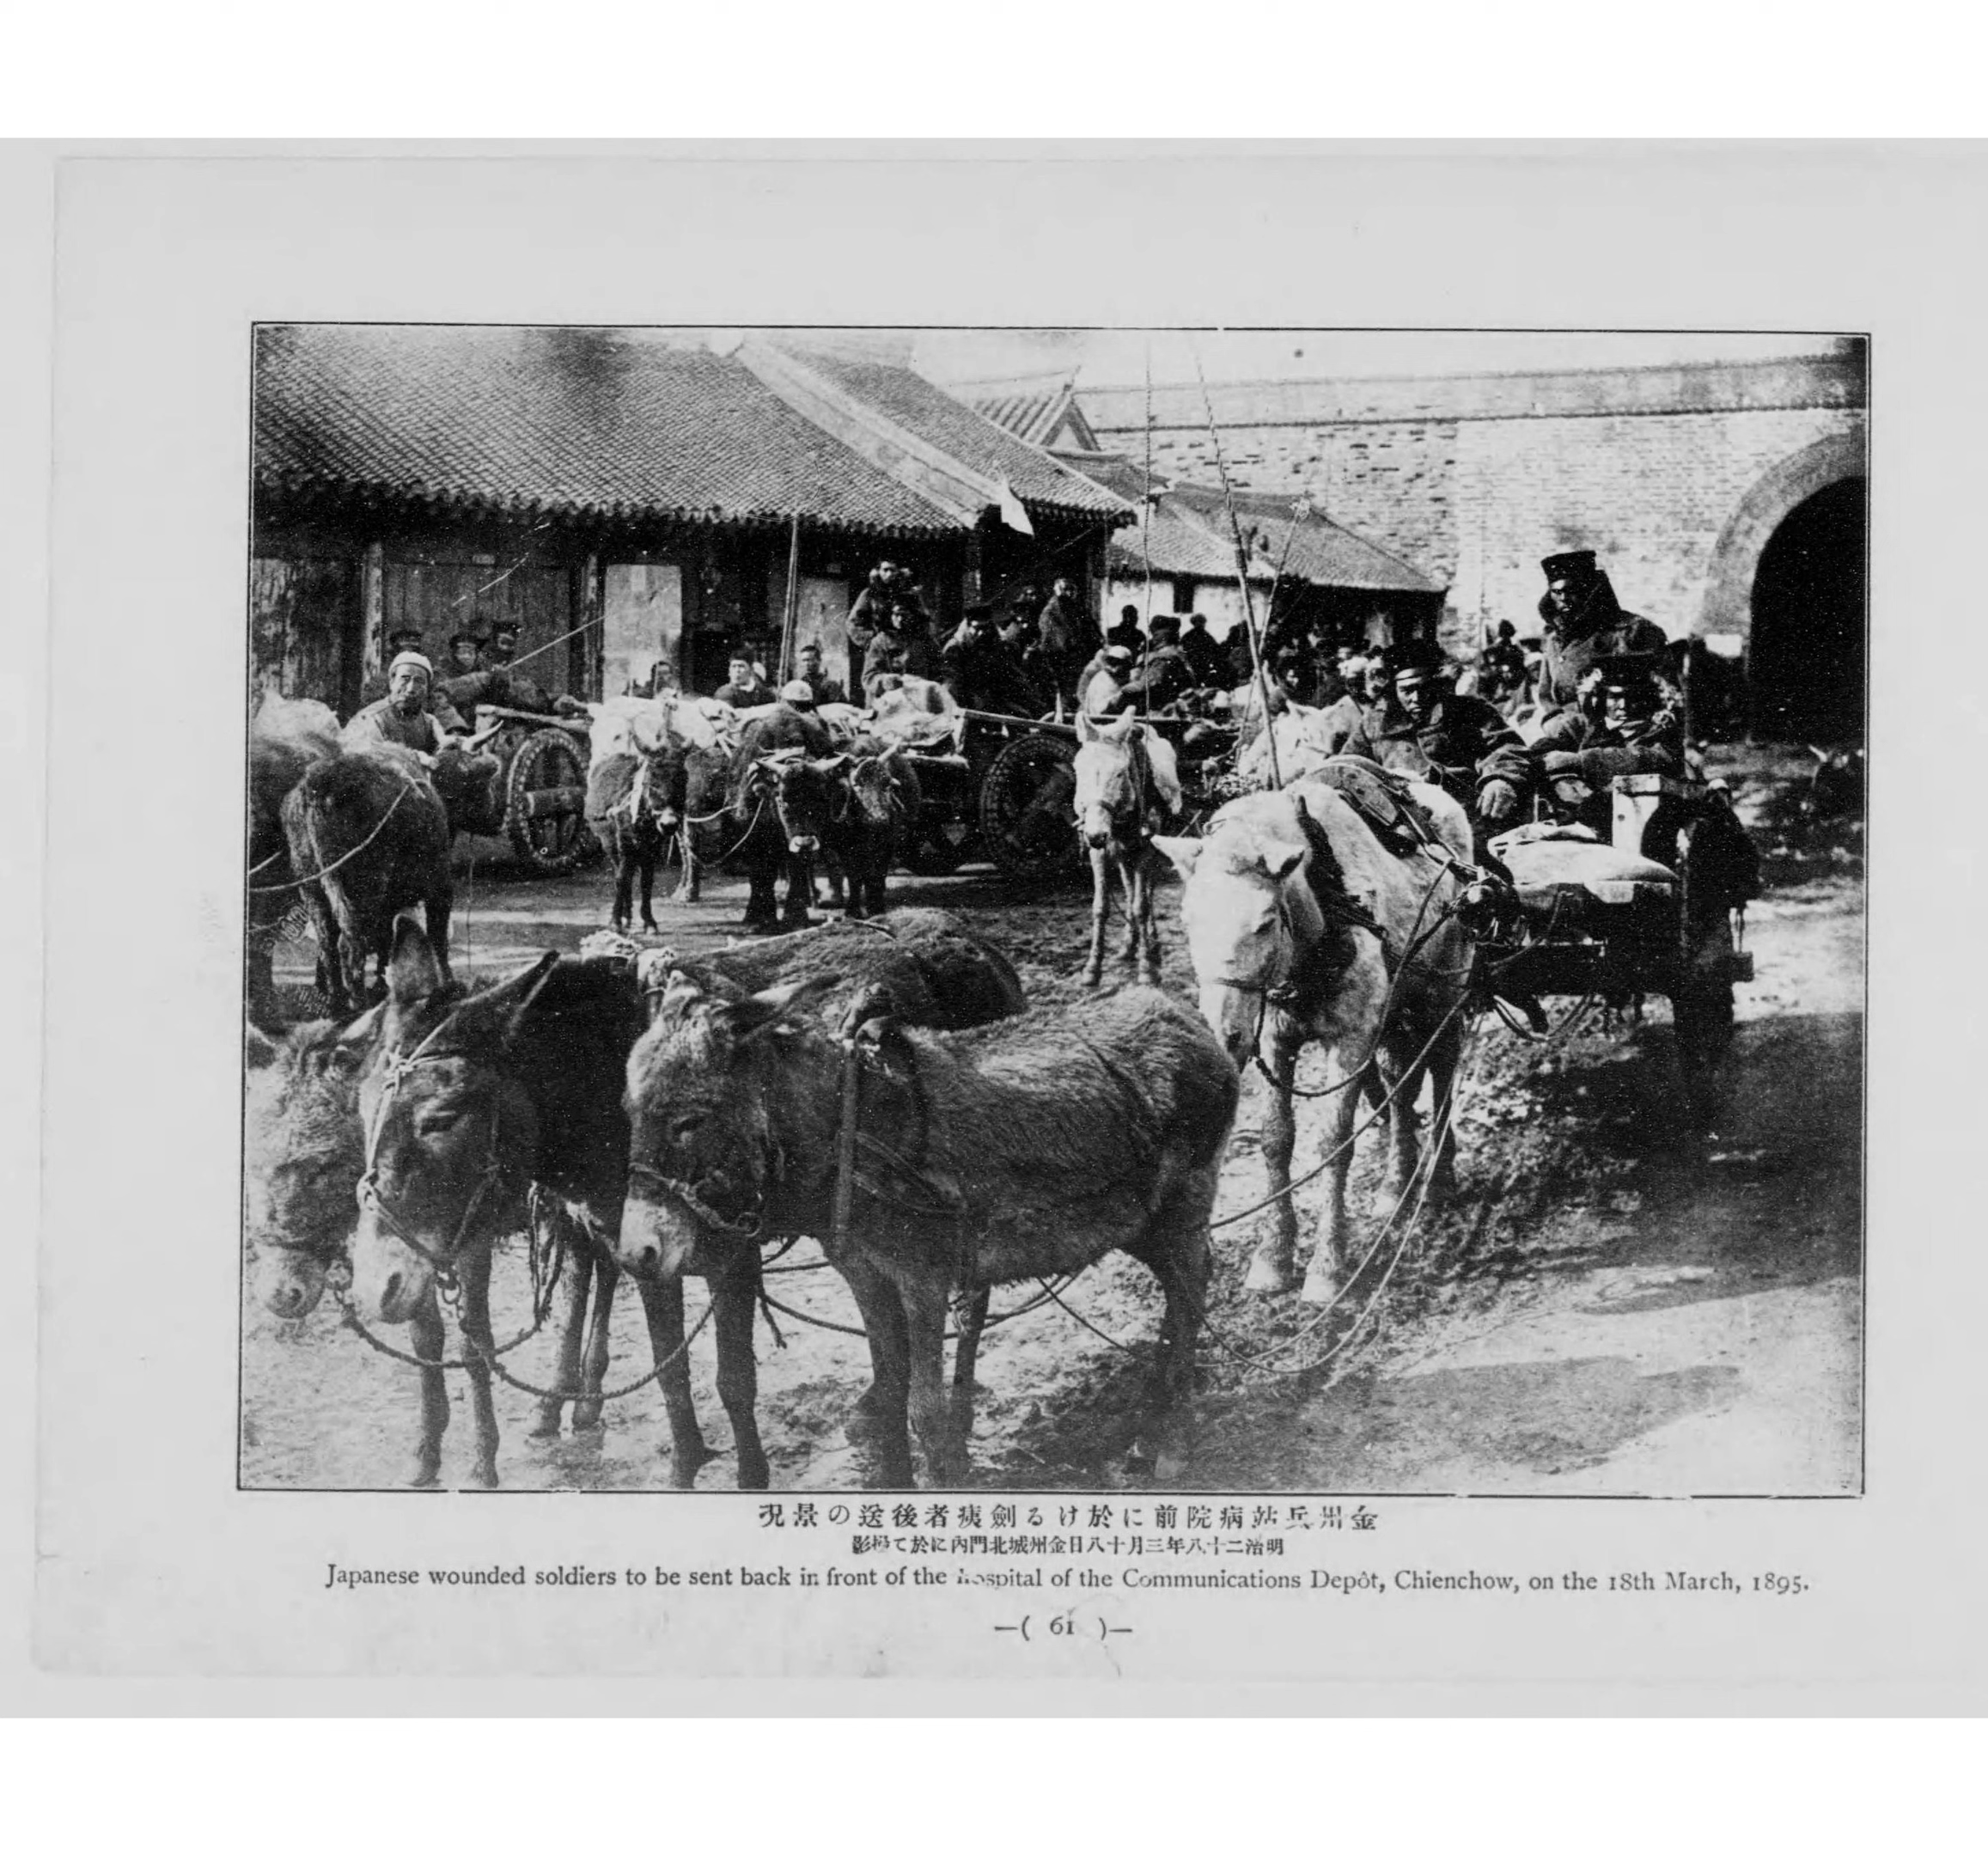 金州兵站病院前に於ける創痍者後送の景況
明治二十八年三月十八日金州城北門內に於て撮影
Japanese wounded soldiers to be sent back in front of the hospital of the Communications Depôt, Chienchow, on the 18th March, 1895.
—( 61 )—